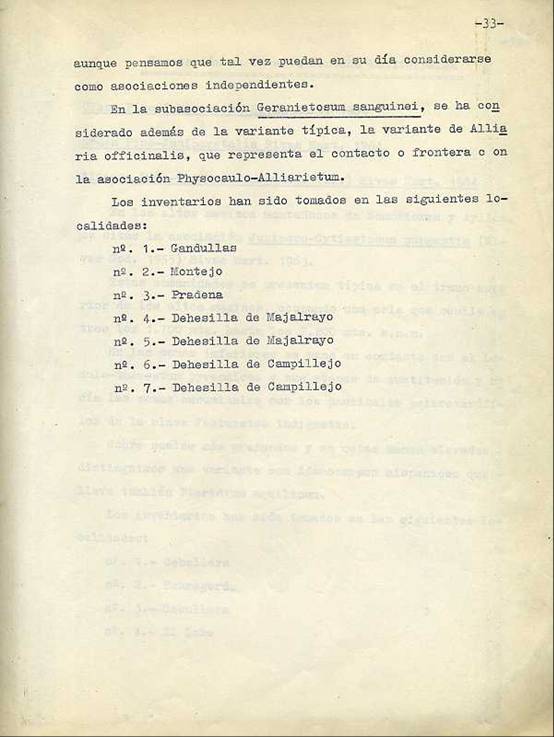 -33-
aunque pensamos que tal vez puedan en su día considerarse
como asociaciones independientes.
En la subasociación Geranietosum sanguinei, se ha con
siderado además de la variante típica, la variante de Allia
ria officinalis, que representa el contacto o frontera c on
la asociación Physocaulo-Alliarietum.
Los inventarios han sido tomados en las siguientes lo-
calidades:
nº. 1.- Gandullas
nº. 2.- Montejo
nº. 3.- Pradena
nº. 4.- Dehesilla de Majalrayo
nº. 5.- Dehesilla de Majalrayo
nº. 6.- Dehesilla de Campillejo
nº. 7.- Dehesilla de Campillejo